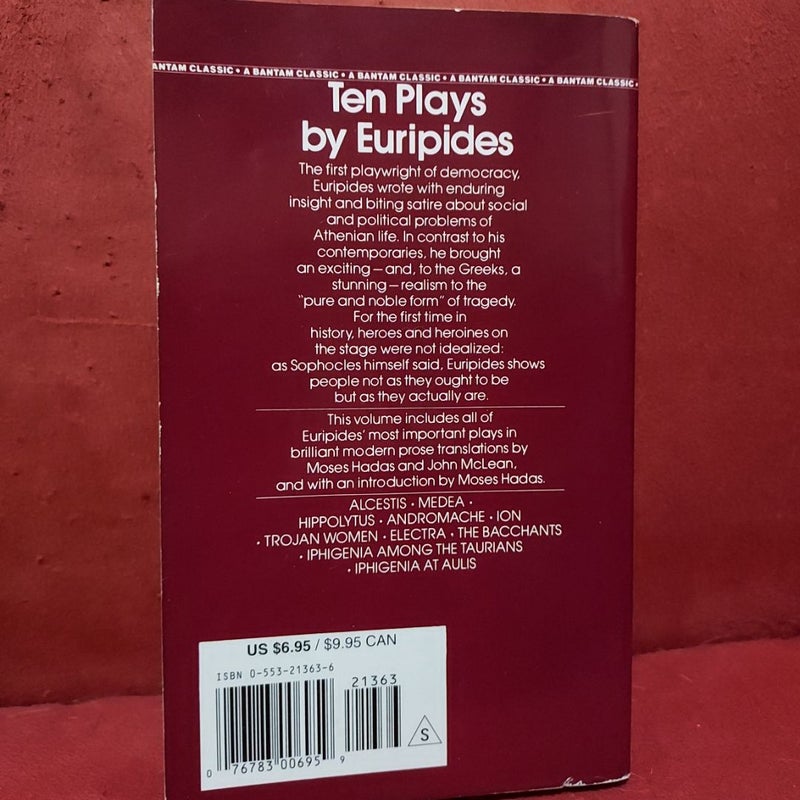 ANTAM CLASSIC • A BANTAM CLASSIC • A BANTAM CLASSIC • A BANTAM CLASSIC • A BANTAM CLASSIC •
Ten Plays
by Euripides
The first playwright of democracy,
Euripides wrote with enduring
insight and biting satire about social
and political problems of
Athenian life. In contrast to his
contemporaries, he brought
an exciting—and, to the Greeks, a
stunning—realism to the
"pure and noble form" of tragedy.
For the first time in
history, heroes and heroines on
the stage were not idealized:
as Sophocles himself said, Euripides shows
people not as they ought to be
but as they actually are.
This volume includes all of
Euripides' most important plays in
brilliant modern prose translations by
Moses Hadas and John McLean,
and with an introduction by Moses Hadas.
ALCESTIS • MEDEA •
HIPPOLYTUS • ANDROMACHE • ION
• TROJAN WOMEN • ELECTRA • THE BACCHANTS
• IPHIGENIA AMONG THE TAURIANS
• IPHIGENIA AT AULIS
US $6.95 / $9.95 CAN
ISBN 0-553-21363-6
21363
S
0 76783 00695 9